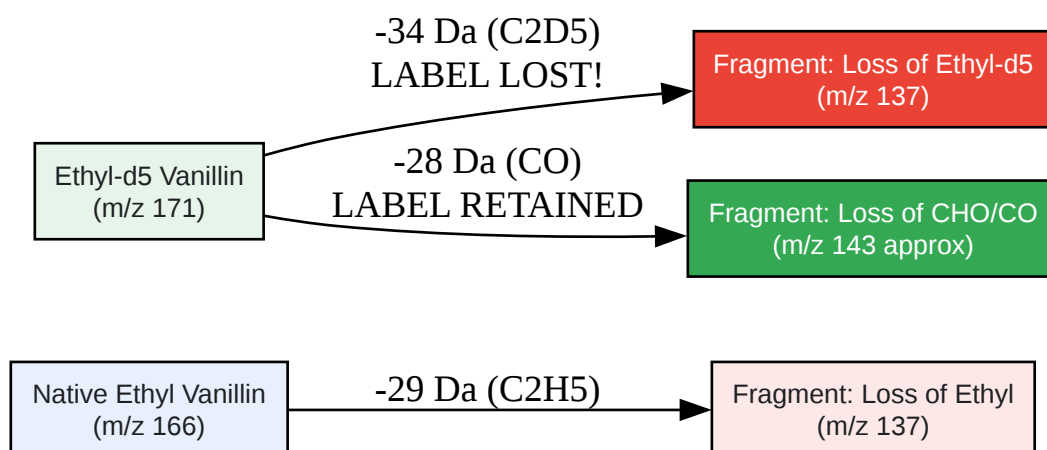 -34 Da (C2D5)
LABEL LOST!
Fragment: Loss of Ethyl-d5
(m/z 137)
Ethyl-d5 Vanillin
(m/z 171)
-28 Da (CO)
LABEL RETAINED
Fragment: Loss of CHO/CO
(m/z 143 approx)
Native Ethyl Vanillin
(m/z 166)
-29 Da (C2H5)
Fragment: Loss of Ethyl
(m/z 137)